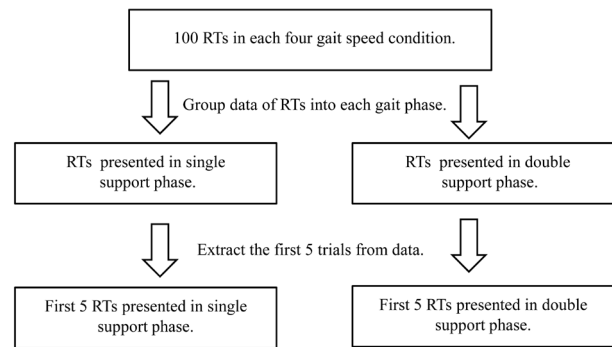 100 RTs in each four gait speed condition.
Group data of RTs into each gait phase.
RTs presented in single
support phase.
RTs presented in double
support phase.
Extract the first 5 trials from data.
First 5 RTs presented in single
support phase.
First 5 RTs presented in double
support phase.